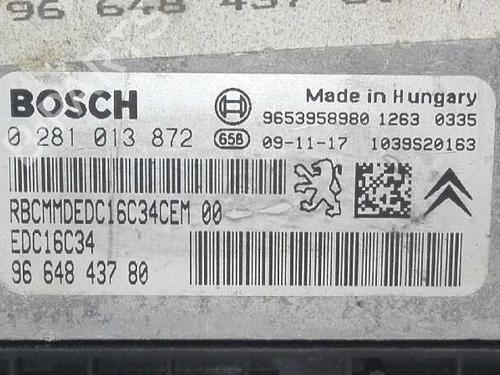 96 648 437
BOSCH
Made in Hungary
9653958980 1263 0335
0 281 013 872
65B
09-11-17 1039S20163
RBCMMDEDC16C34CEM 00
EDC16C34
96 648 437 80